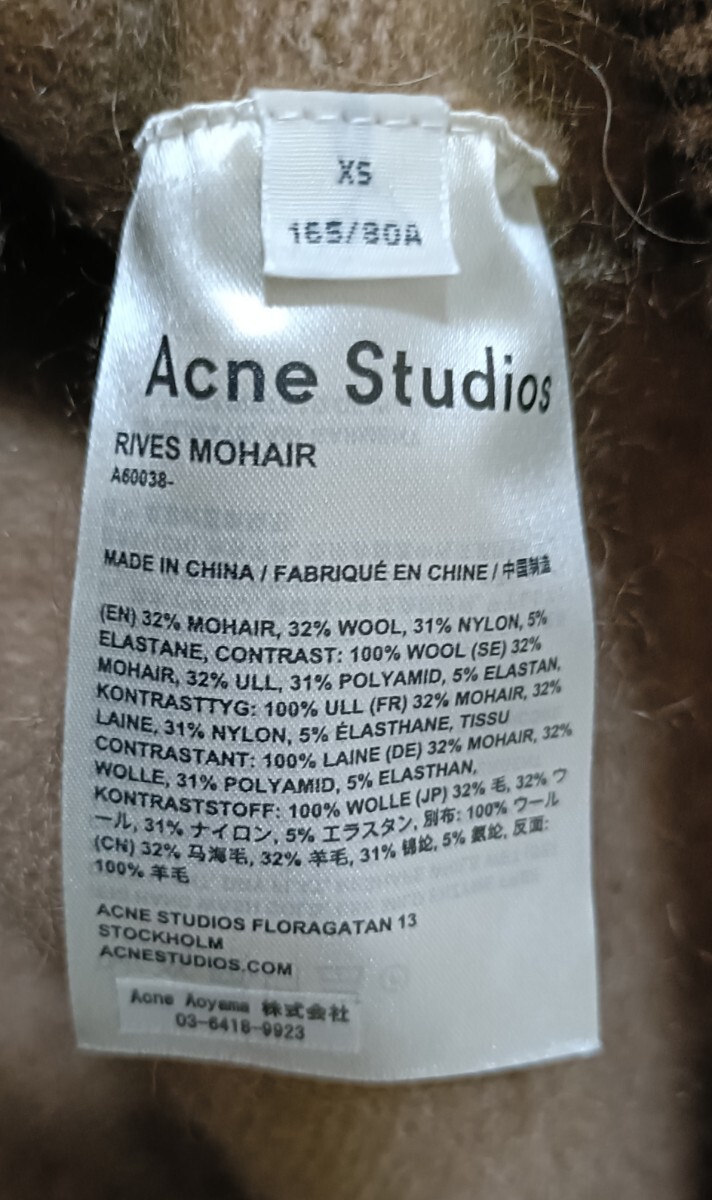 XS
165/80A
Acne Studios
RIVES MOHAIR
A60038-
MADE IN CHINA / FABRIQUÉ EN CHINE / 中国制造
(EN) 32% MOHAIR, 32% WOOL, 31% NYLON, 5%
ELASTANE, CONTRAST: 100% WOOL (SE) 32%
MOHAIR, 32% ULL, 31% POLYAMID, 5% ELASTAN,
KONTRASTTYG: 100% ULL (FR) 32% MOHAIR, 32%
LAINE, 31% NYLON, 5% ÉLASTHANE, TISSU
CONTRASTANT: 100% LAINE (DE) 32% MOHAIR, 32%
WOLLE, 31% POLYAMID, 5% ELASTHAN,
KONTRASTSTOFF: 100% WOLLE (JP) 32% 毛, 32% ウ
ール, 31% ナイロン, 5% エラスタン, 別布: 100% ウール
(CN) 32% 马海毛, 32% 羊毛, 31% 锦纶, 5% 氨纶, 反面:
100% 羊毛
ACNE STUDIOS FLORAGATAN 13
STOCKHOLM
ACNESTUDIOS.COM
Acne Aoyama 株式会社
03-6418-9923